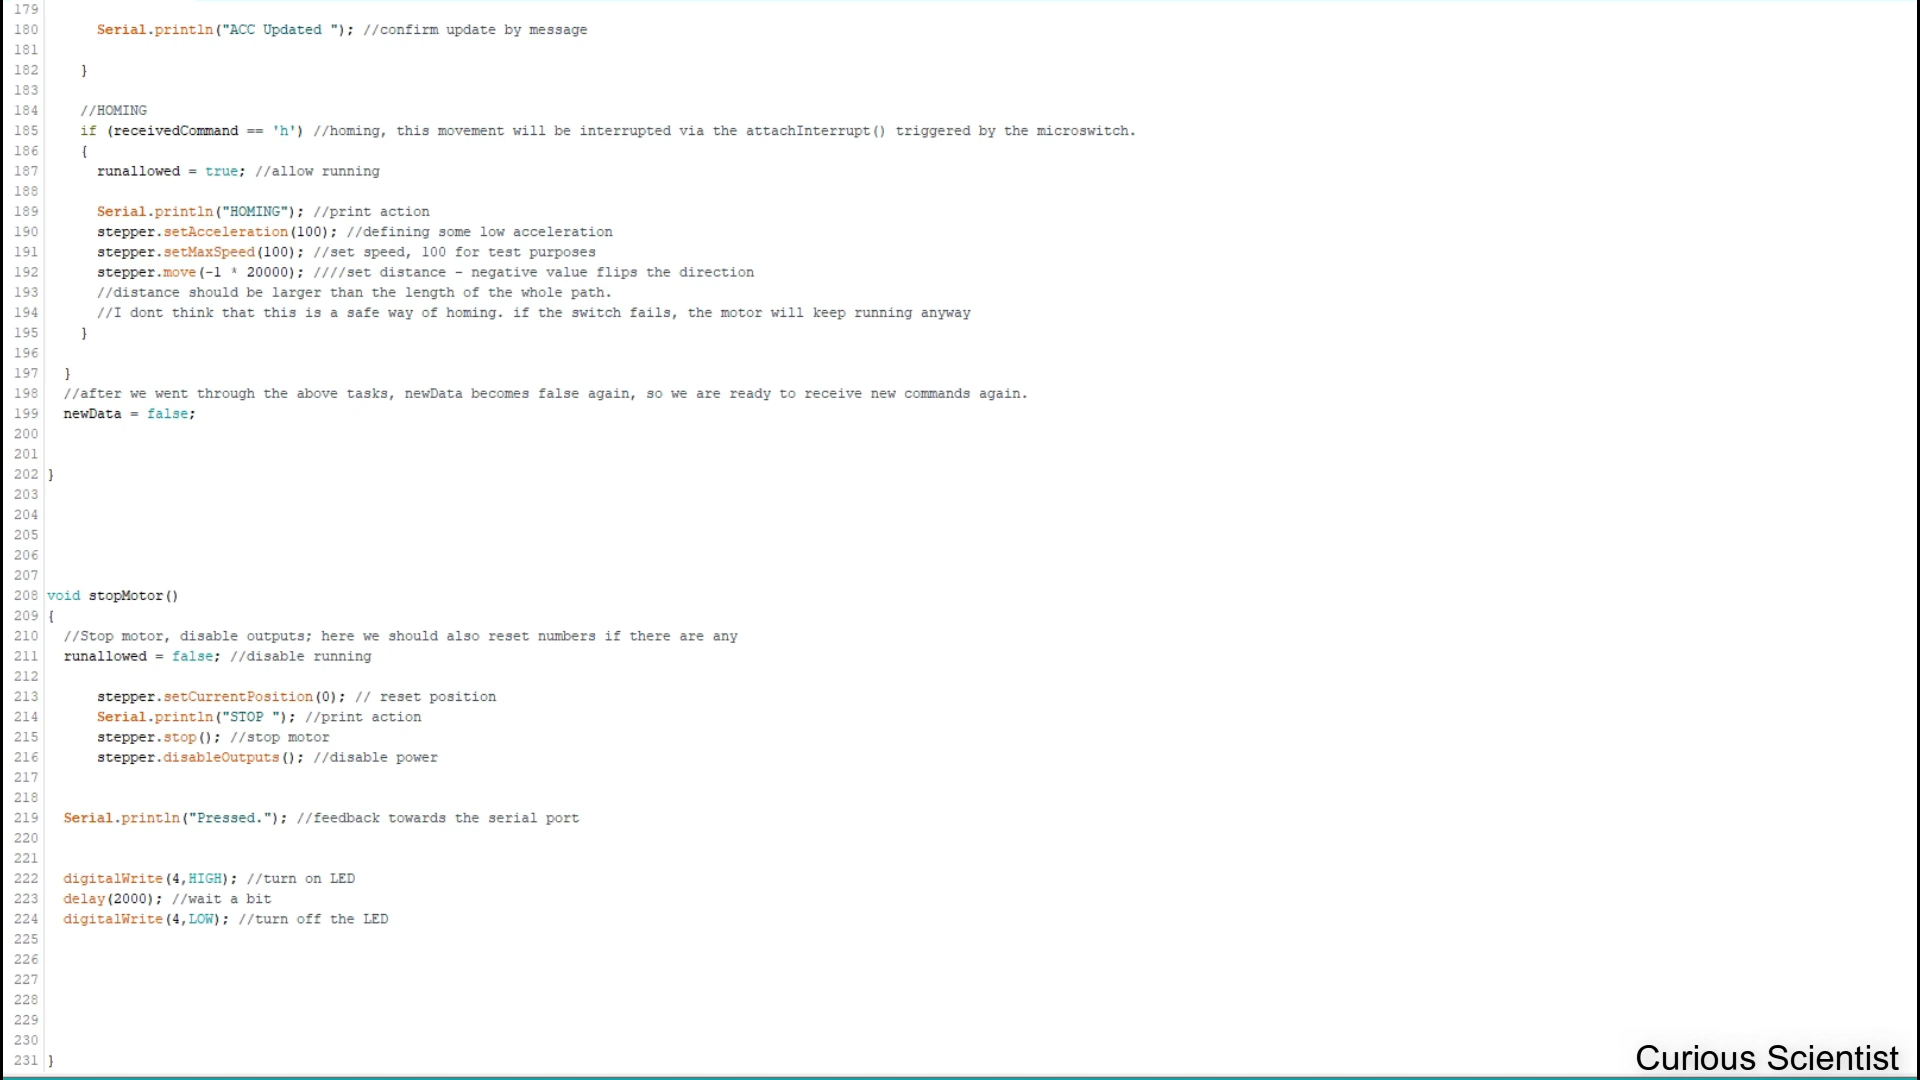 179
180 Serial.println("ACC Updated "); //confirm update by message
181
182 }
183
184 //HOMING
185 if (receivedCommand == 'h') //homing, this movement will be interrupted via the attachInterrupt() triggered by the microswitch.
186 {
187 runallowed = true; //allow running
188
189 Serial.println("HOMING"); //print action
190 stepper.setAcceleration(100); //defining some low acceleration
191 stepper.setMaxSpeed(100); //set speed, 100 for test purposes
192 stepper.move(-1 * 20000); ////set distance - negative value flips the direction
193 //distance should be larger than the length of the whole path.
194 //I dont think that this is a safe way of homing. if the switch fails, the motor will keep running anyway
195 }
196
197 }
198 //after we went through the above tasks, newData becomes false again, so we are ready to receive new commands again.
199 newData = false;
200
201
202 }
203
204
205
206
207
208 void stopMotor()
209 {
210 //Stop motor, disable outputs; here we should also reset numbers if there are any
211 runallowed = false; //disable running
212
213 stepper.setCurrentPosition(0); // reset position
214 Serial.println("STOP "); //print action
215 stepper.stop(); //stop motor
216 stepper.disableOutputs(); //disable power
217
218
219 Serial.println("Pressed."); //feedback towards the serial port
220
221
222 digitalWrite(4,HIGH); //turn on LED
223 delay(2000); //wait a bit
224 digitalWrite(4,LOW); //turn off the LED
225
226
227
228
229
230
231 }
Curious Scientist